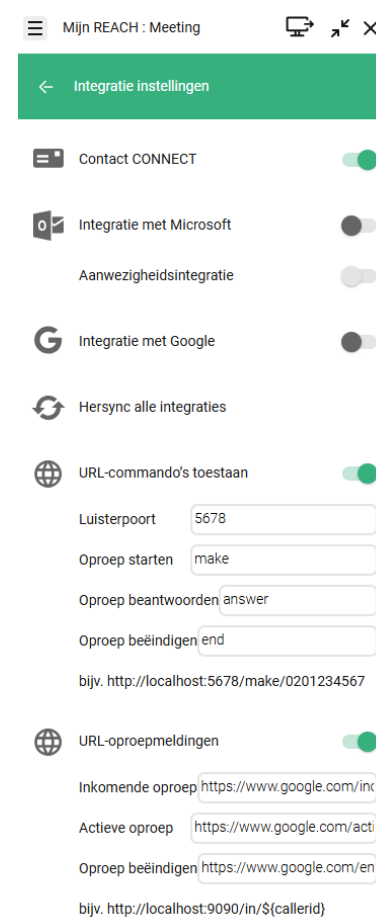 Mijn REACH : Meeting
Integratie instellingen
Contact CONNECT
Integratie met Microsoft
Aanwezigheidsintegratie
Integratie met Google
Hersync alle integraties
URL-commando's toestaan
Luisterpoort 5678
Oproep starten make
Oproep beantwoorden answer
Oproep beëindigen end
bijv. http://localhost:5678/make/0201234567
URL-oproepmeldingen
Inkomende oproep https://www.google.com/inc
Actieve oproep https://www.google.com/acti
Oproep beëindigen https://www.google.com/en
bijv. http://localhost:9090/in/${callerid}